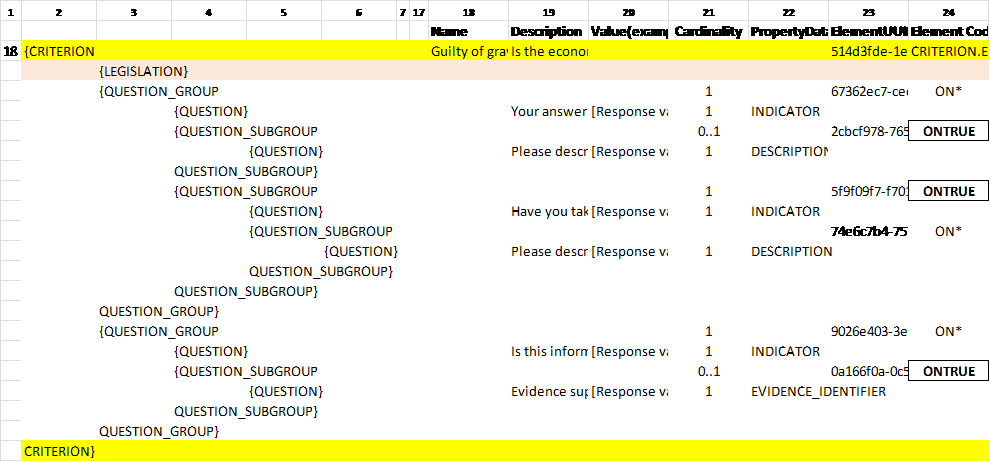 1 2 3 4 5 6 7 17 18 19 20 21 22 23 24
Name Description Value(examp Cardinality PropertyDat ElementUUI Element Cod
18 {CRITERION Guilty of grav Is the econor 514d3fde-1e CRITERION.E
{LEGISLATION}
{QUESTION_GROUP 1 67362ec7-cec ON*
{QUESTION} Your answer [Response va 1 INDICATOR
{QUESTION_SUBGROUP 0..1 2cbcf978-765 ONTRUE
{QUESTION} Please descr [Response va 1 DESCRIPTION
QUESTION_SUBGROUP}
{QUESTION_SUBGROUP 1 5f9f09f7-f701 ONTRUE
{QUESTION} Have you tak [Response va 1 INDICATOR
{QUESTION_SUBGROUP 74e6c7b4-75 ON*
{QUESTION} Please descr [Response va 1 DESCRIPTION
QUESTION_SUBGROUP}
QUESTION_SUBGROUP}
QUESTION_GROUP}
{QUESTION_GROUP 1 9026e403-3e ON*
{QUESTION} Is this inform [Response va 1 INDICATOR
{QUESTION_SUBGROUP 0..1 0a166f0a-0c5 ONTRUE
{QUESTION} Evidence sup [Response va 1 EVIDENCE_IDENTIFIER
QUESTION_SUBGROUP}
QUESTION_GROUP}
CRITERION}